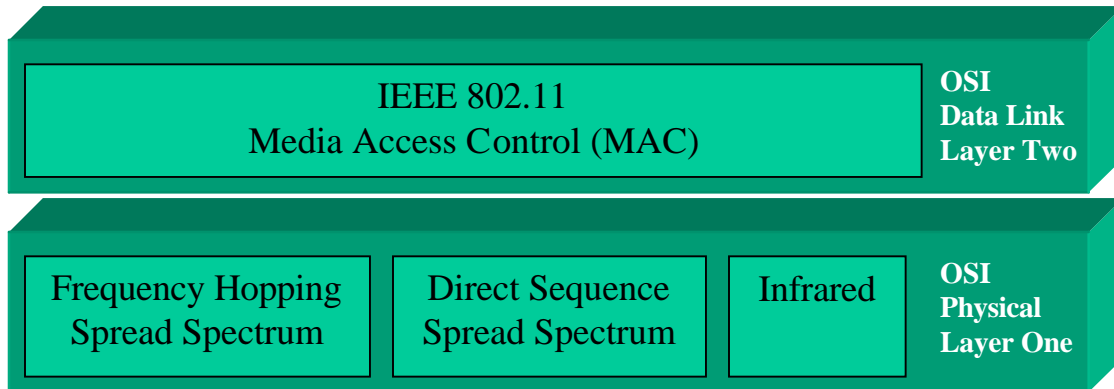 IEEE 802.11
Media Access Control (MAC)
OSI
Data Link
Layer Two
Frequency Hopping
Spread Spectrum
Direct Sequence
Spread Spectrum
Infrared
OSI
Physical
Layer One